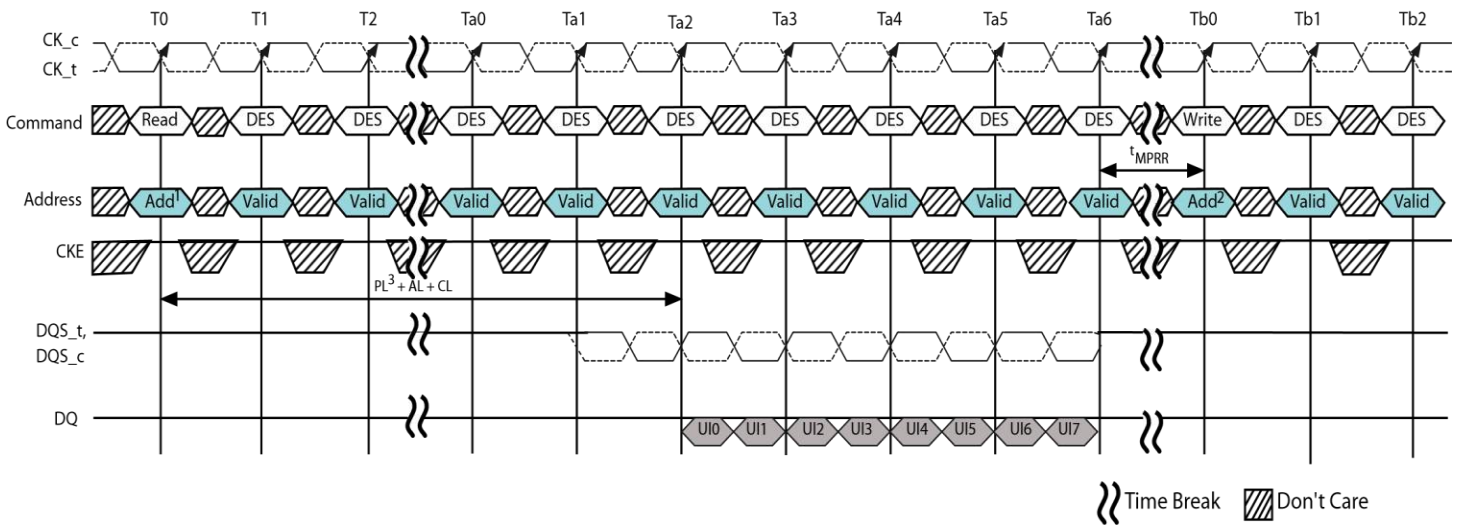 T0 T1 T2 Ta0 Ta1 Ta2 Ta3 Ta4 Ta5 Ta6 Tb0 Tb1 Tb2
CK_c
CK_t
Command Read DES DES DES DES DES DES DES DES DES Write DES DES
tMPRR
Address Add1 Valid Valid Valid Valid Valid Valid Valid Valid Valid Add2 Valid Valid
CKE
PL3 + AL + CL
DQS_t,
DQS_c
DQ UI0 UI1 UI2 UI3 UI4 UI5 UI6 UI7
Time Break Don't Care